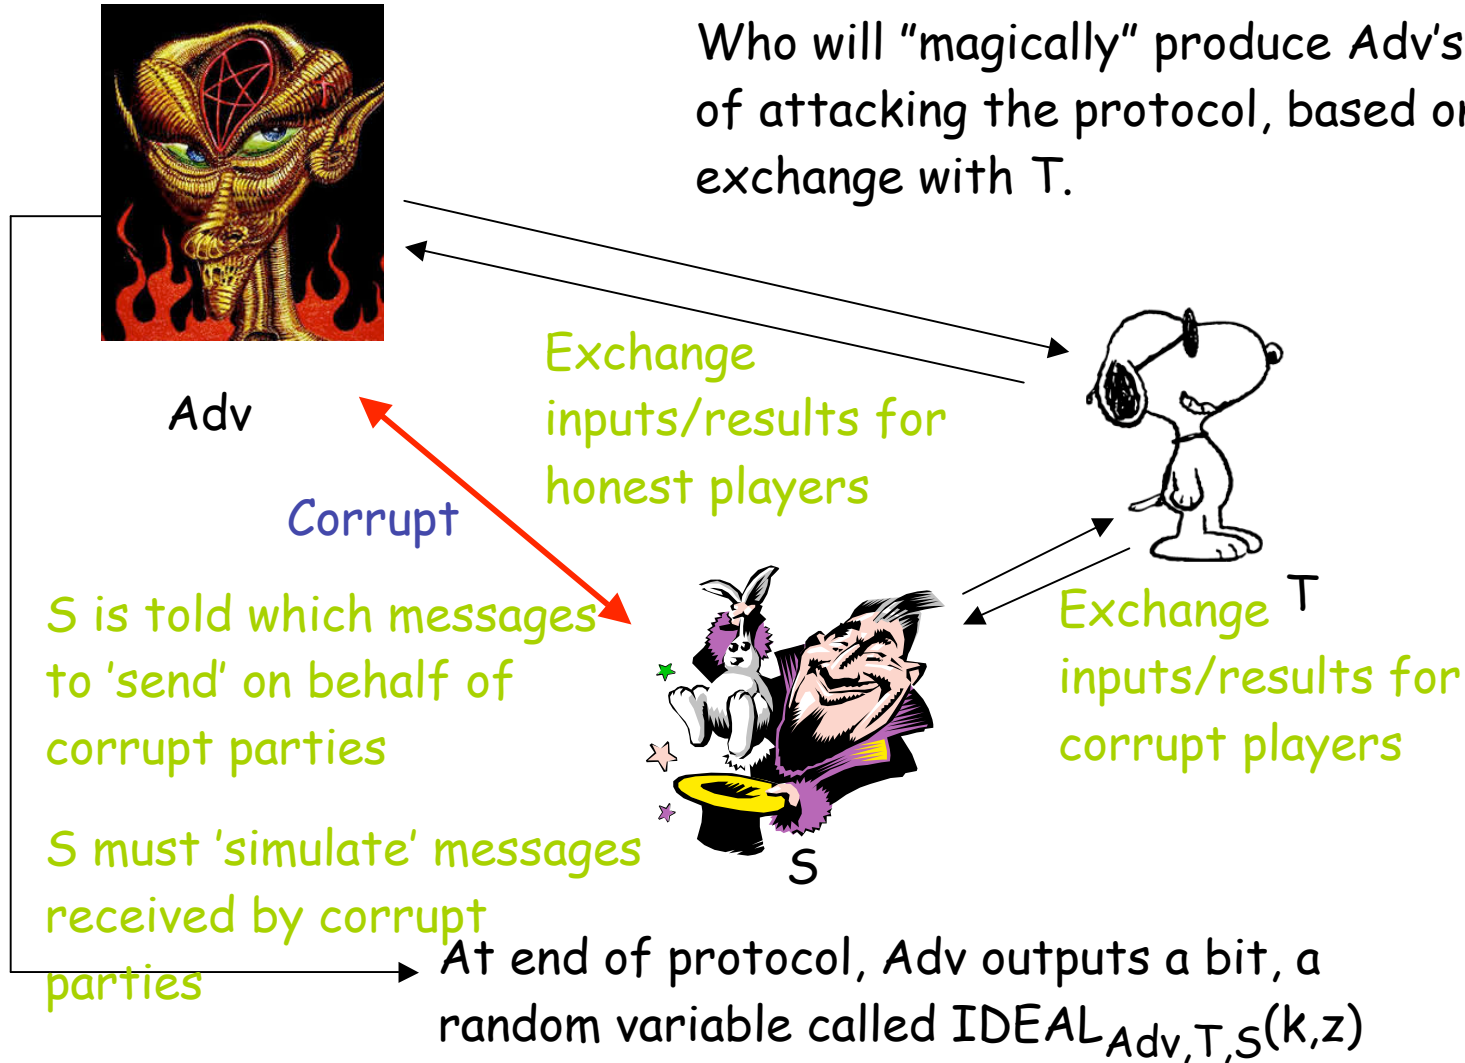 Who will "magically" produce Adv's
of attacking the protocol, based
exchange with T.
Adv
Exchange
inputs/results for
honest players
Corrupt
S is told which messages
to 'send' on behalf of
corrupt parties
T
Exchange
inputs/results for
corrupt players
S must 'simulate' messages
received by corrupt
parties
S
At end of protocol, Adv outputs a bit, a
random variable called IDEAL_Adv,T,S(k,z)